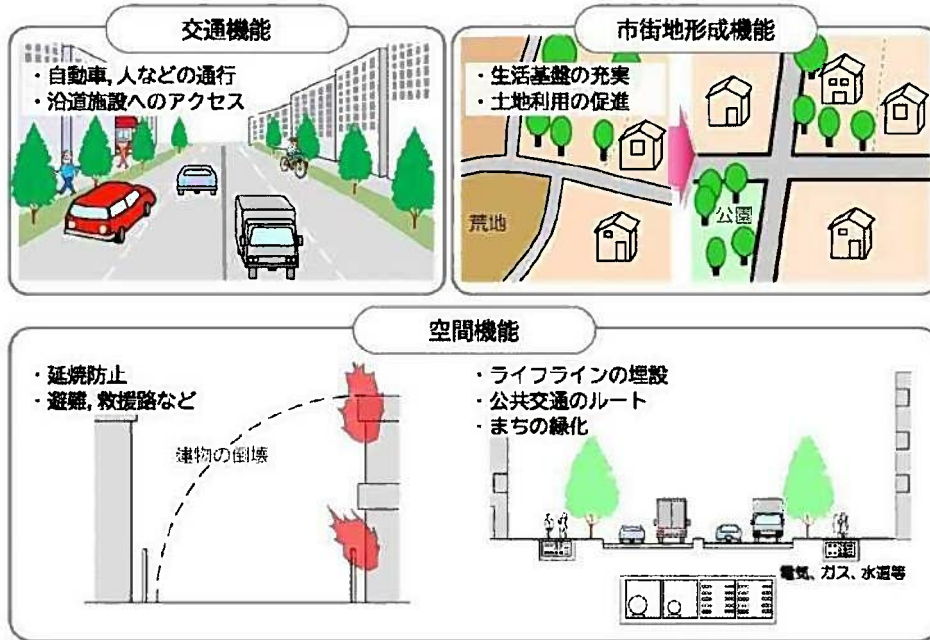 交通機能
・自動車,人などの通行
・沿道施設へのアクセス
市街地形成機能
・生活基盤の充実
・土地利用の促進
荒地
公園
空間機能
・延焼防止
・避難,救援路など
建物の倒壊
・ライフラインの埋設
・公共交通のルート
・まちの緑化
電気、ガス、水道等